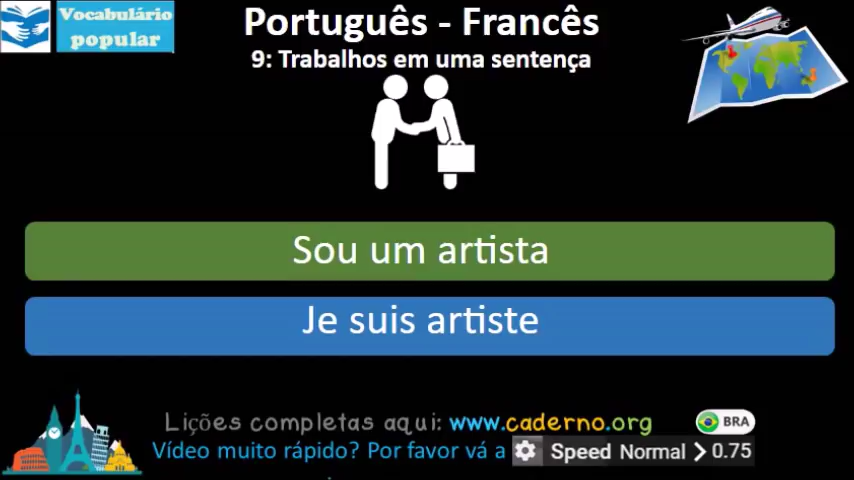 Vocabulário
popular
Português - Francês
9: Trabalhos em uma sentença
Sou um artista
Je suis artiste
Lições completas aqui: www.caderno.org
BRA
Vídeo muito rápido? Por favor vá a Speed Normal > 0.75